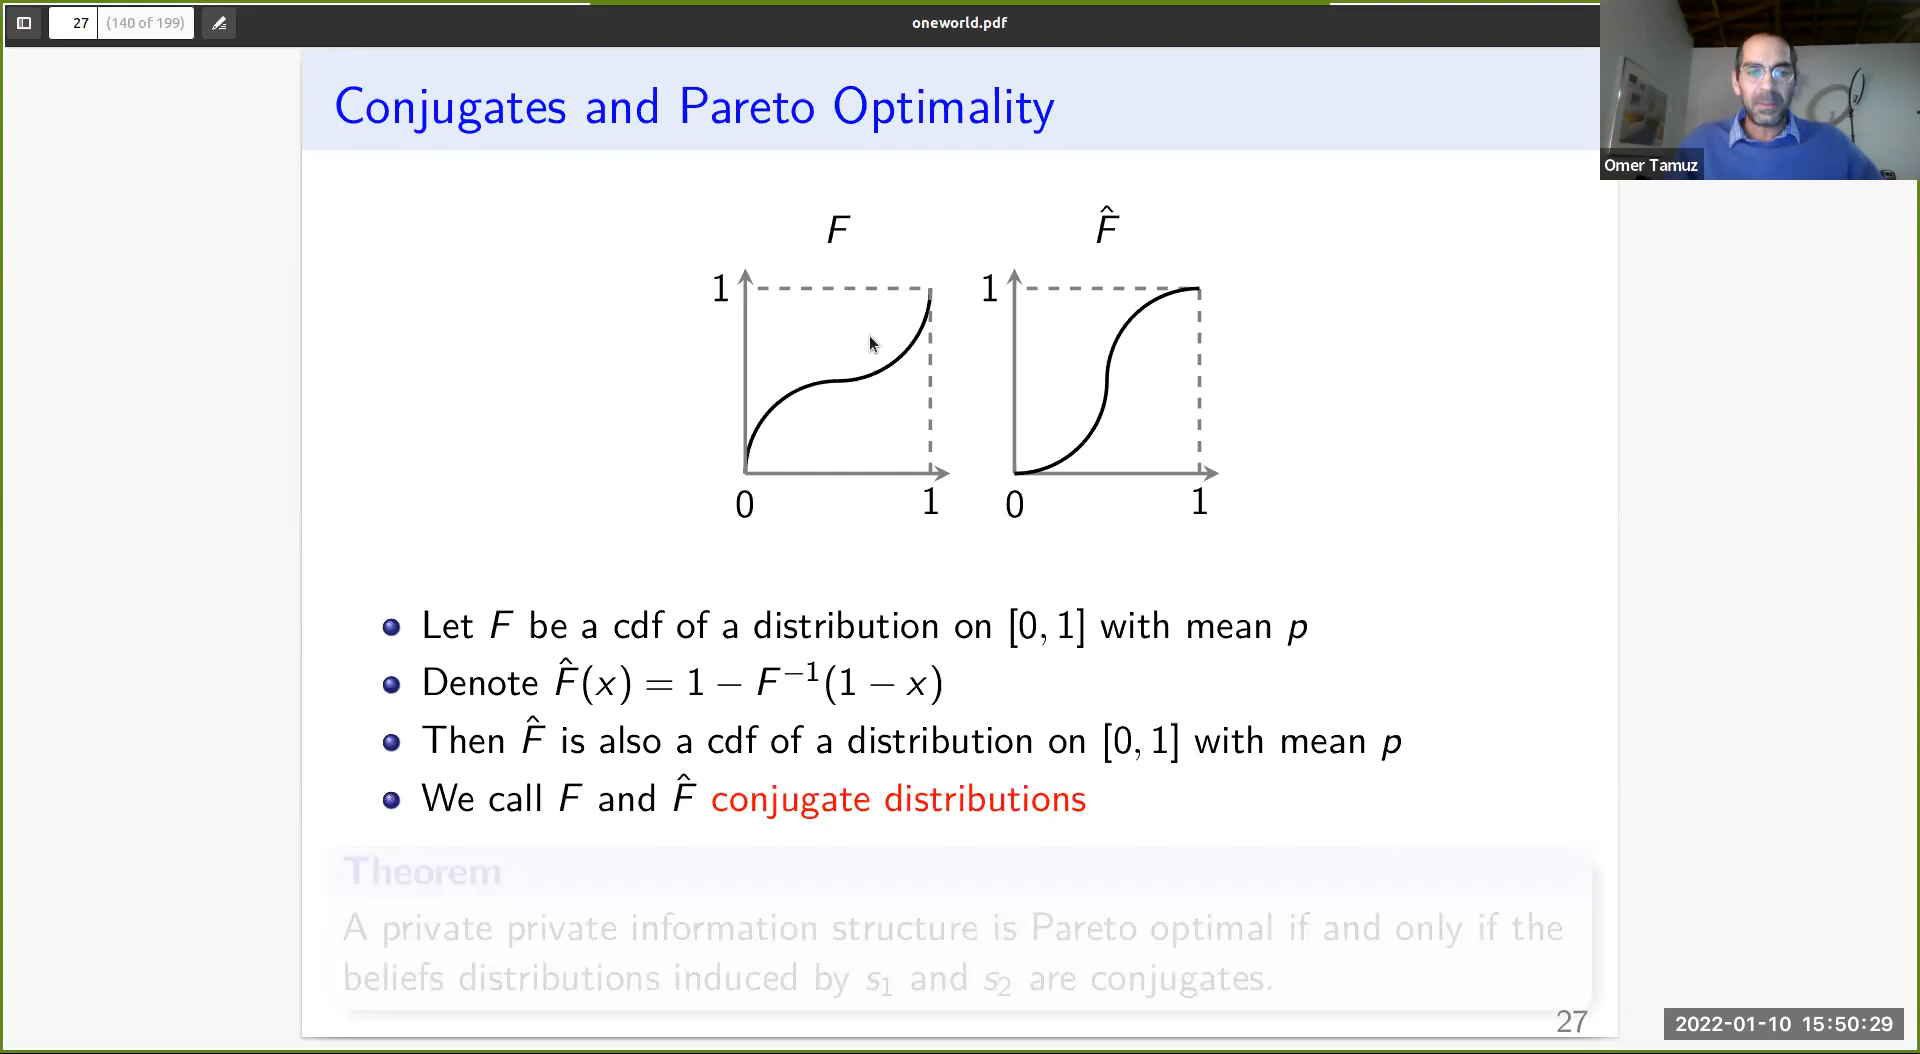 27 (140 of 199) oneworld.pdf
Conjugates and Pareto Optimality
Omer Tamuz
F F̂
1 1
0 1 0 1
Let F be a cdf of a distribution on [0, 1] with mean p
Denote F̂(x) = 1 − F⁻¹(1 − x)
Then F̂ is also a cdf of a distribution on [0, 1] with mean p
We call F and F̂ conjugate distributions
Theorem
A private private information structure is Pareto optimal if and only if the
beliefs distributions induced by s₁ and s₂ are conjugates.
27
2022-01-10 15:50:29